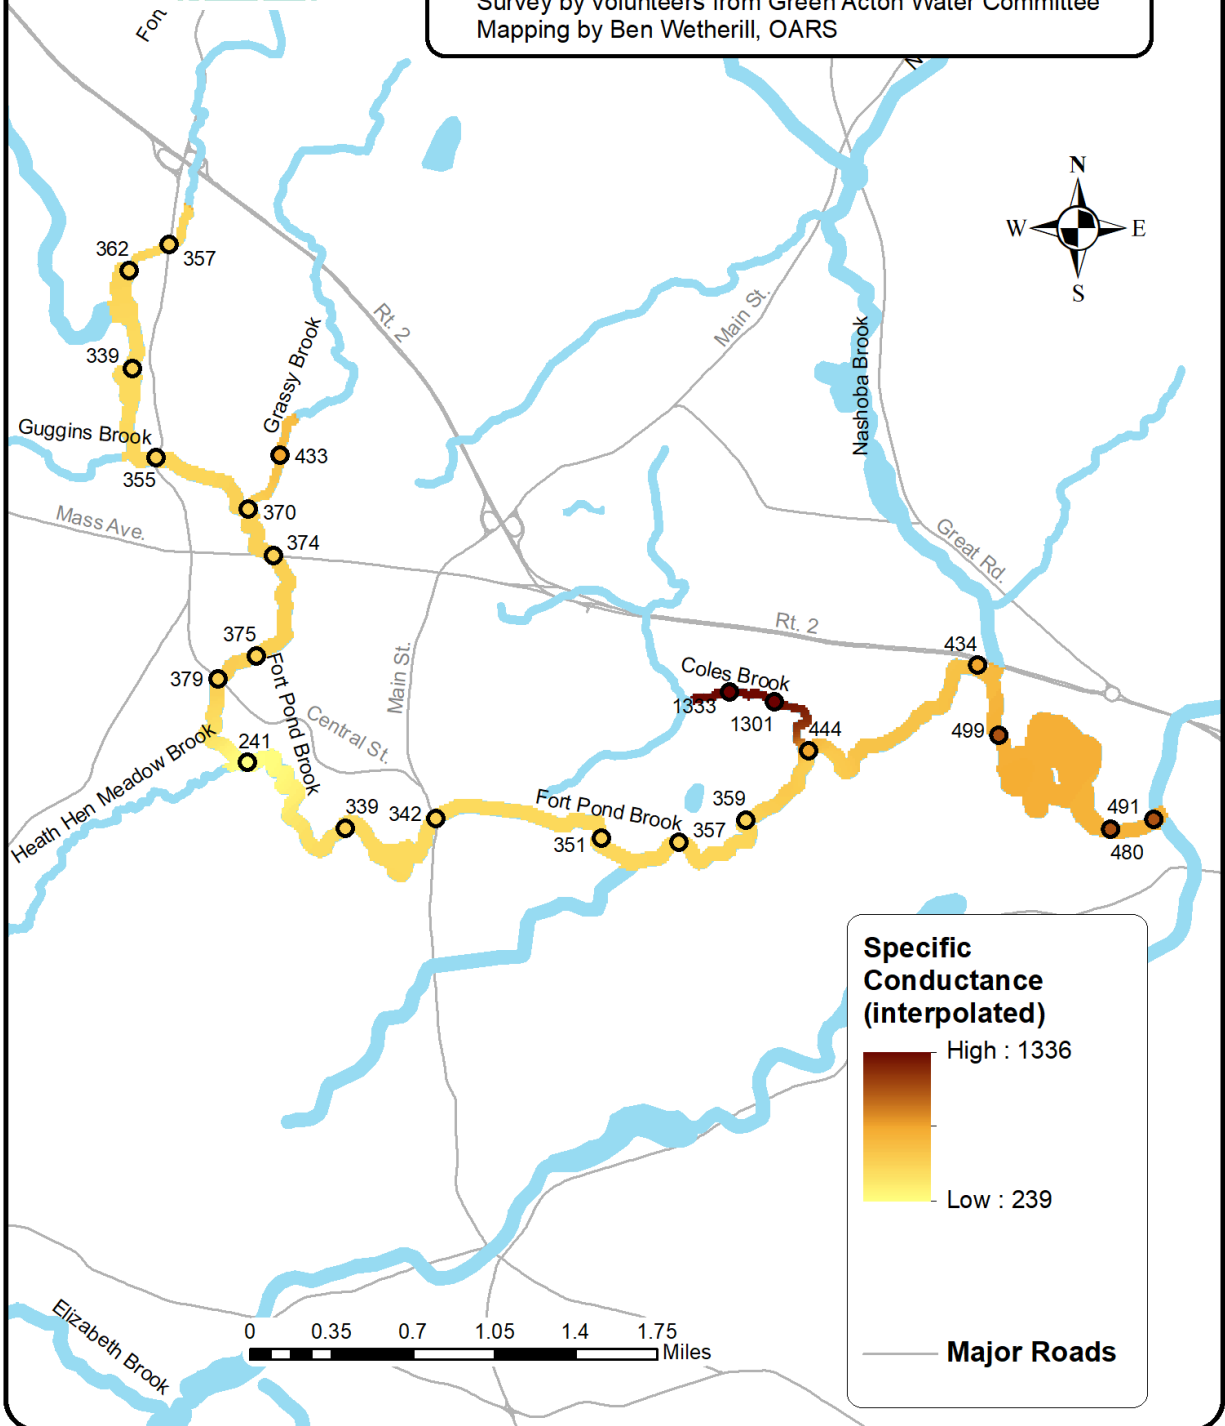 Survey by volunteers from Green Acton Water Committee
Mapping by Ben Wetherill, OARS
Fort
N
N
W
E
S
362
357
Rt. 2
Main St.
339
Grassy Brook
Nashoba Brook
Guggins Brook
433
355
370
Mass Ave.
374
Great Rd.
375
Rt. 2
434
379
Fort Pond Brook
Main St.
Coles Brook
1333
1301
444
499
Central St.
241
Heath Hen Meadow Brook
339
342
Fort Pond Brook
359
351
357
491
480
Specific
Conductance
(interpolated)
High : 1336
Low : 239
Major Roads
0 0.35 0.7 1.05 1.4 1.75
Miles
Elizabeth Brook